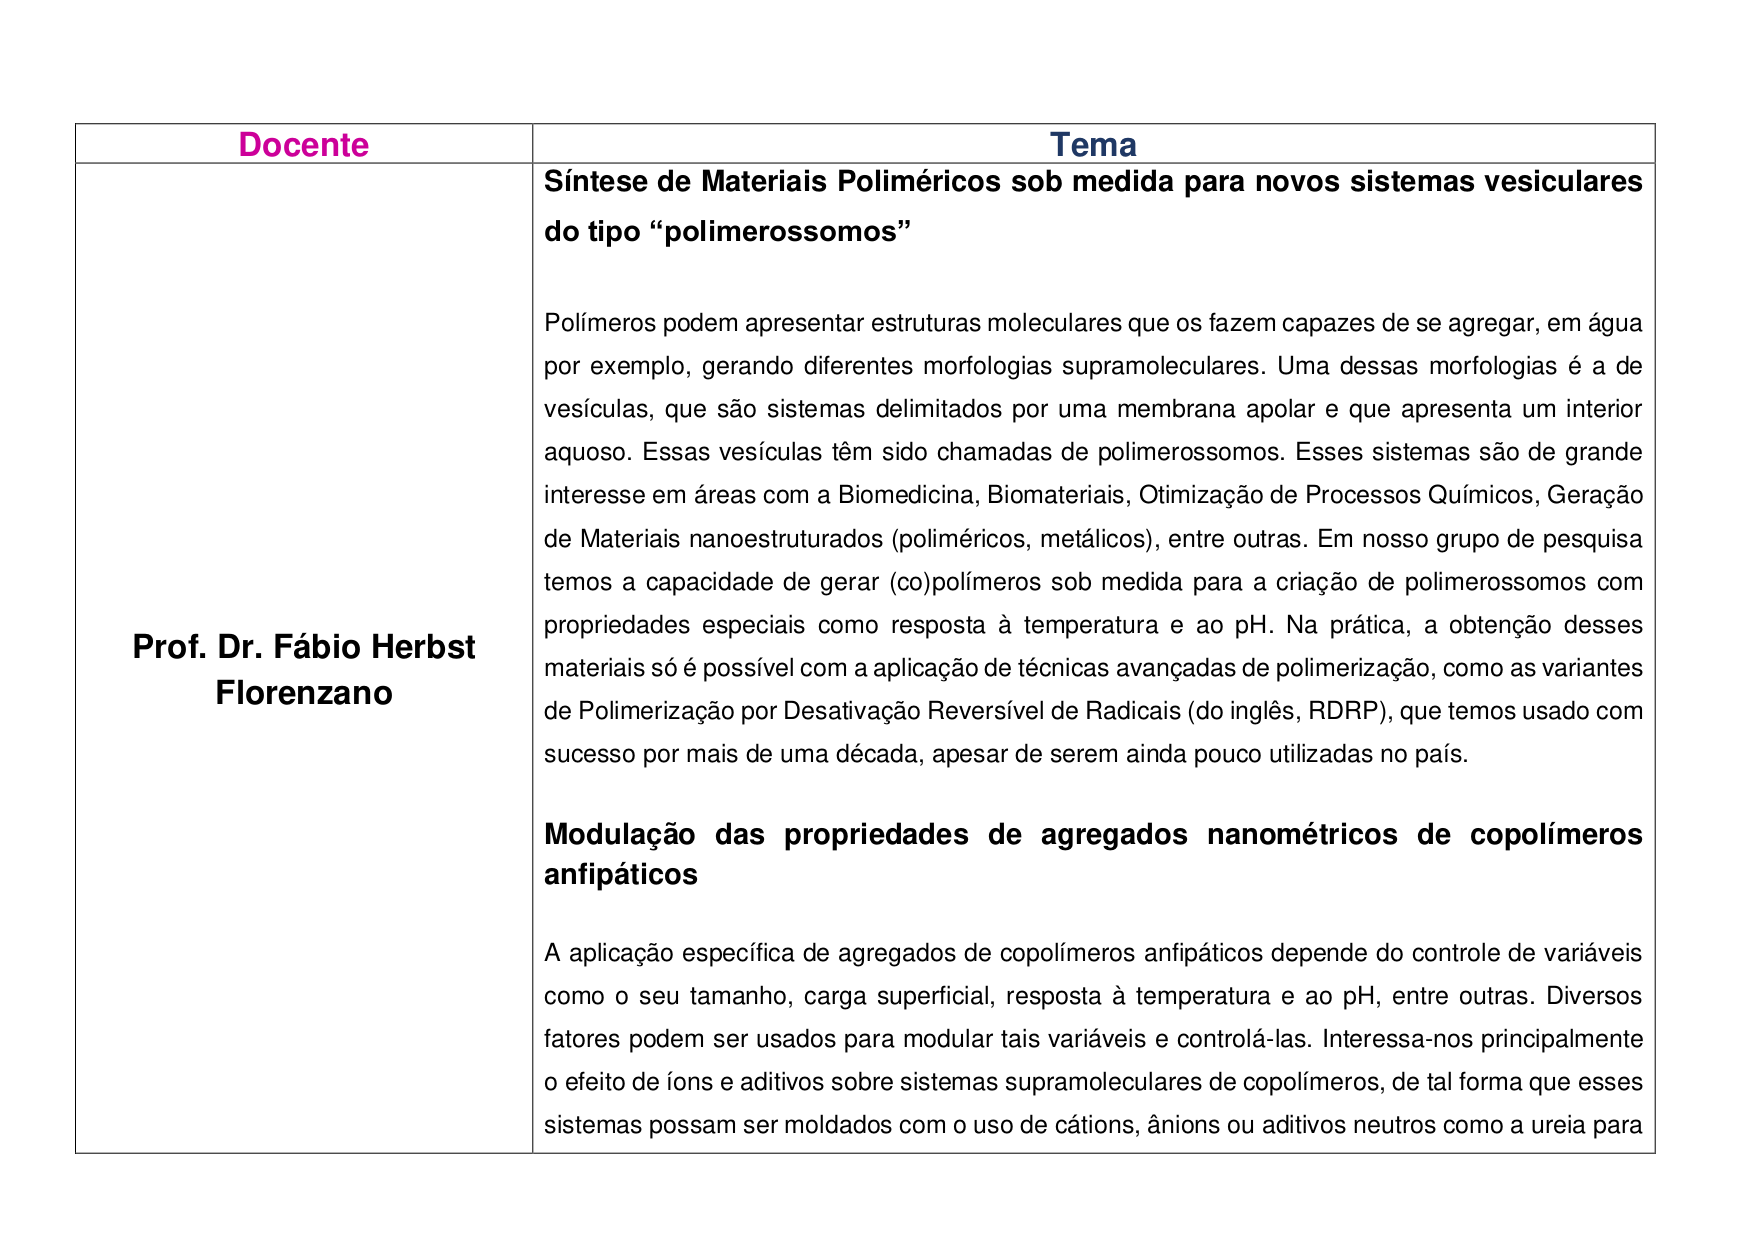 Docente
Tema
Prof. Dr. Fábio Herbst
Florenzano
Síntese de Materiais Poliméricos sob medida para novos sistemas vesiculares
do tipo “polimerossomos”
Polímeros podem apresentar estruturas moleculares que os fazem capazes de se agregar, em água
por exemplo, gerando diferentes morfologias supramoleculares. Uma dessas morfologias é a de
vesículas, que são sistemas delimitados por uma membrana apolar e que apresenta um interior
aquoso. Essas vesículas têm sido chamadas de polimerossomos. Esses sistemas são de grande
interesse em áreas com a Biomedicina, Biomateriais, Otimização de Processos Químicos, Geração
de Materiais nanoestruturados (poliméricos, metálicos), entre outras. Em nosso grupo de pesquisa
temos a capacidade de gerar (co)polímeros sob medida para a criação de polimerossomos com
propriedades especiais como resposta à temperatura e ao pH. Na prática, a obtenção desses
materiais só é possível com a aplicação de técnicas avançadas de polimerização, como as variantes
de Polimerização por Desativação Reversível de Radicais (do inglês, RDRP), que temos usado com
sucesso por mais de uma década, apesar de serem ainda pouco utilizadas no país.
Modulação das propriedades de agregados nanométricos de copolímeros
anfipáticos
A aplicação específica de agregados de copolímeros anfipáticos depende do controle de variáveis
como o seu tamanho, carga superficial, resposta à temperatura e ao pH, entre outras. Diversos
fatores podem ser usados para modular tais variáveis e controlá-las. Interessa-nos principalmente
o efeito de íons e aditivos sobre sistemas supramoleculares de copolímeros, de tal forma que esses
sistemas possam ser moldados com o uso de cátions, ânions ou aditivos neutros como a ureia para